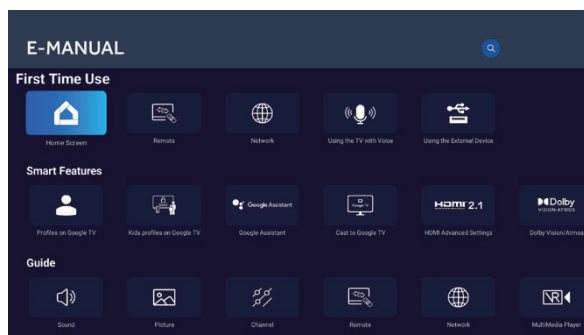 E-MANUAL
First Time Use
Home Screen
Remote
Network
Using the TV with Voice
Using the External Device
Smart Features
Google Assistant
Google TV
HDMI 2.1
Dolby
VISION·ATMOS
Profiles on Google TV
Kids profiles on Google TV
Google Assistant
Cast to Google TV
HDMI Advanced Settings
Dolby Vision/Atmos
Guide
Sound
Picture
Channel
Remote
Network
MultiMedia Player